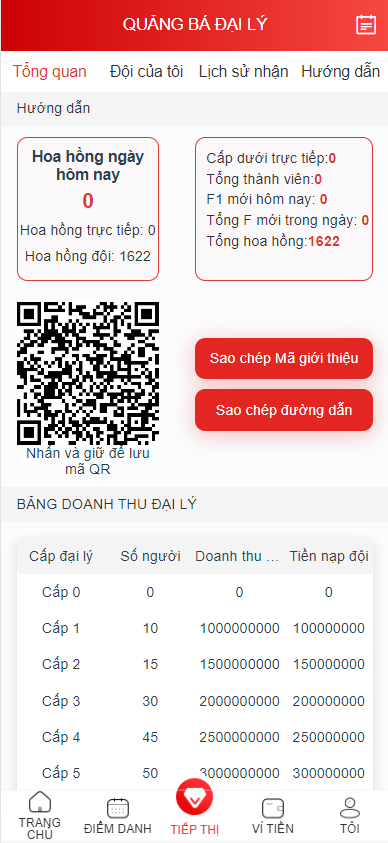 QUẢNG BÁ ĐẠI LÝ
Tổng quan Đội của tôi Lịch sử nhận Hướng dẫn
Hướng dẫn
Hoa hồng ngày
hôm nay
0
Hoa hồng trực tiếp: 0
Hoa hồng đội: 1622
Cấp dưới trực tiếp:0
Tổng thành viên:0
F1 mới hôm nay: 0
Tổng F mới trong ngày: 0
Tổng hoa hồng:1622
Nhấn và giữ để lưu
mã QR
Sao chép Mã giới thiệu
Sao chép đường dẫn
BẢNG DOANH THU ĐẠI LÝ
Cấp đại lý Số người Doanh thu ... Tiền nạp đội
Cấp 0 0 0 0
Cấp 1 10 1000000000 100000000
Cấp 2 15 1500000000 150000000
Cấp 3 30 2000000000 200000000
Cấp 4 45 2500000000 250000000
Cấp 5 50 3000000000 300000000
TRANG
CHỦ
ĐIỂM DANH
TIẾP THỊ
VÍ TIỀN
TÔI